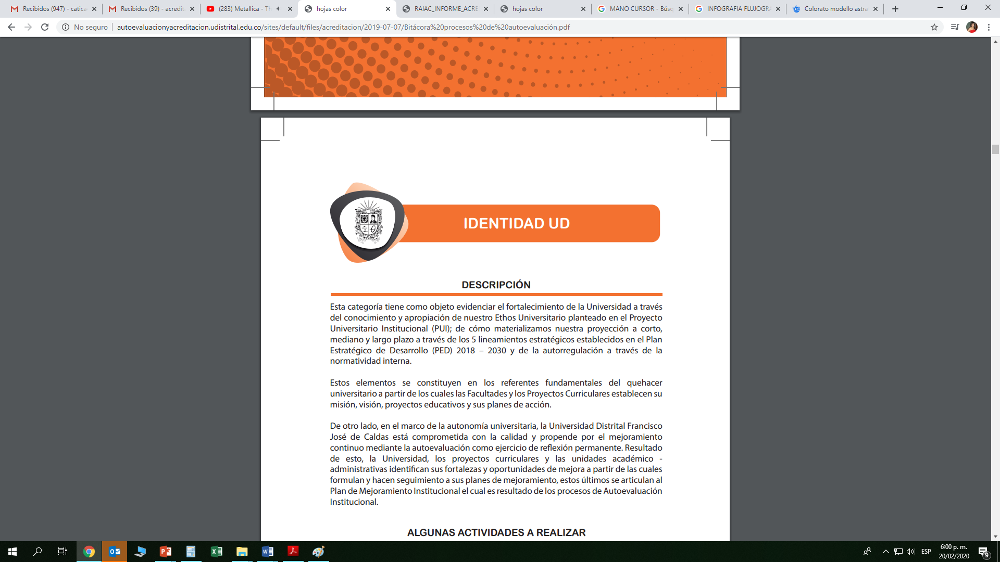 Recibidos (947) - catica
Recibidos (39) - acredit
(283) Metallica - Th
hojas color
RAIAC_INFORME_ACRE
hojas color
MANO CURSOR - Búsq
INFOGRAFIA FLUJOGRA
Colorato modello astra
No seguro
autoevaluacionyacreditacion.udistrital.edu.co/sites/default/files/acreditacion/2019-07-07/Bitácora%20procesos%20de%20autoevaluación.pdf
IDENTIDAD UD
DESCRIPCIÓN
Esta categoría tiene como objeto evidenciar el fortalecimiento de la Universidad a través
del conocimiento y apropiación de nuestro Ethos Universitario planteado en el Proyecto
Universitario Institucional (PUI); de cómo materializamos nuestra proyección a corto,
mediano y largo plazo a través de los 5 lineamientos estratégicos establecidos en el Plan
Estratégico de Desarrollo (PED) 2018 – 2030 y de la autorregulación a través de la
normatividad interna.
Estos elementos se constituyen en los referentes fundamentales del quehacer
universitario a partir de los cuales las Facultades y los Proyectos Curriculares establecen su
misión, visión, proyectos educativos y sus planes de acción.
De otro lado, en el marco de la autonomía universitaria, la Universidad Distrital Francisco
José de Caldas está comprometida con la calidad y propende por el mejoramiento
continuo mediante la autoevaluación como ejercicio de reflexión permanente. Resultado
de esto, la Universidad, los proyectos curriculares y las unidades académico -
administrativas identifican sus fortalezas y oportunidades de mejora a partir de las cuales
formulan y hacen seguimiento a sus planes de mejoramiento, estos últimos se articulan al
Plan de Mejoramiento Institucional el cual es resultado de los procesos de Autoevaluación
Institucional.
ALGUNAS ACTIVIDADES A REALIZAR
ESP
6:00 p. m.
20/02/2020
9